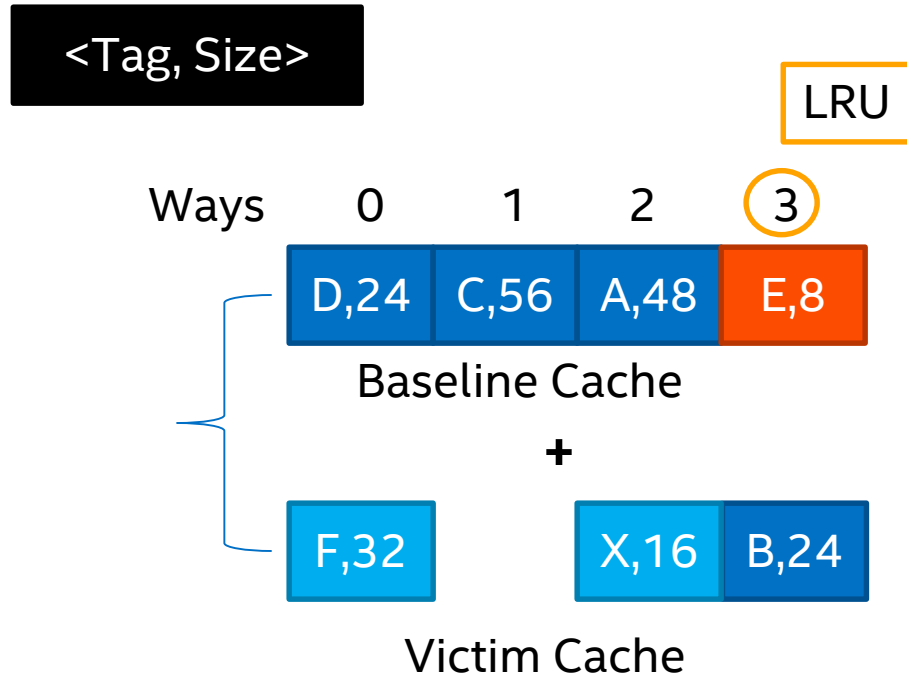 <Tag, Size>
LRU
Ways 0 1 2 3
D,24 C,56 A,48 E,8
Baseline Cache
+
F,32 X,16 B,24
Victim Cache